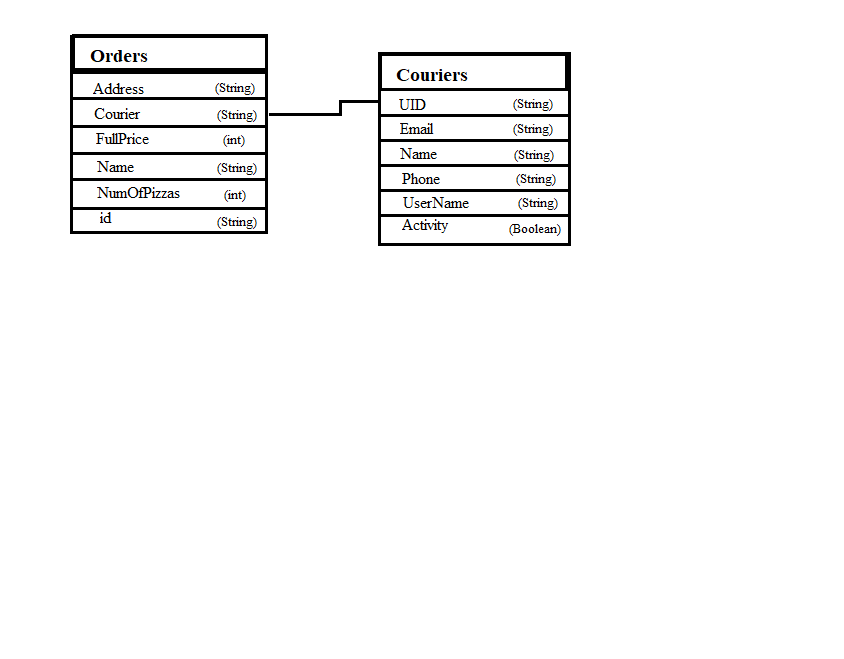 Orders
Address (String)
Courier (String)
FullPrice (int)
Name (String)
NumOfPizzas (int)
id (String)
Couriers
UID (String)
Email (String)
Name (String)
Phone (String)
UserName (String)
Activity (Boolean)